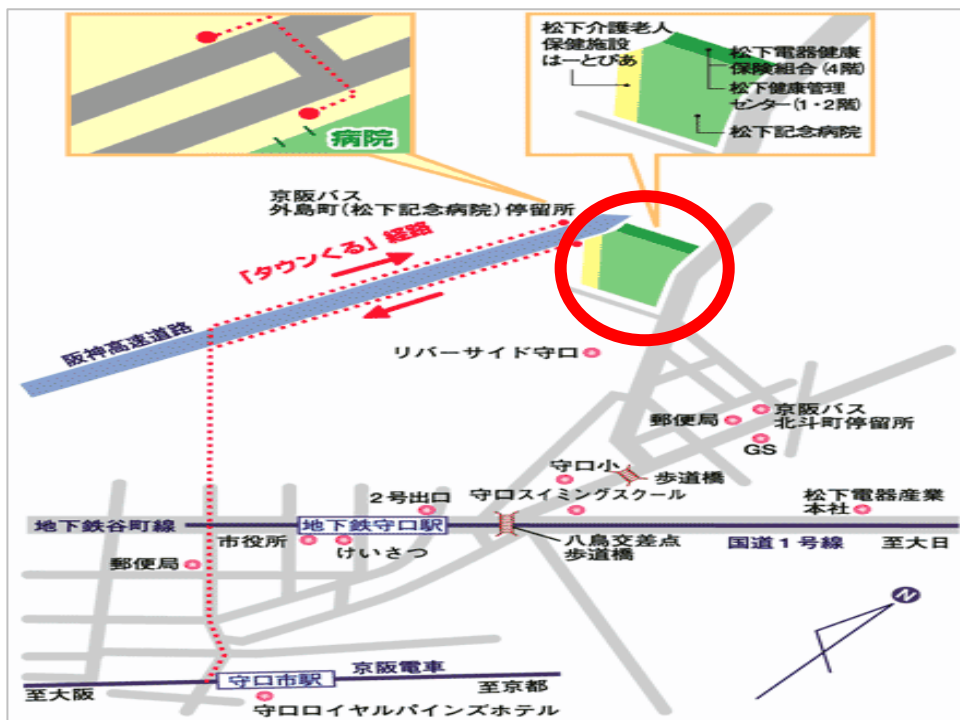 病院
松下介護老人
保健施設
はーとぴあ
松下電器健康
保険組合(4階)
松下健康管理
センター(1・2階)
松下記念病院
京阪バス
外島町(松下記念病院)停留所
『タウンくる』経路
阪神高速道路
リバーサイド守口
郵便局
京阪バス
北斗町停留所
GS
守口小
歩道橋
2号出口
守口スイミングスクール
松下電器産業
本社
地下鉄谷町線
地下鉄守口駅
八島交差点
歩道橋
国道1号線
至大日
市役所
けいさつ
郵便局
N
京阪電車
守口市駅
至大阪
至京都
守口ロイヤルパインズホテル